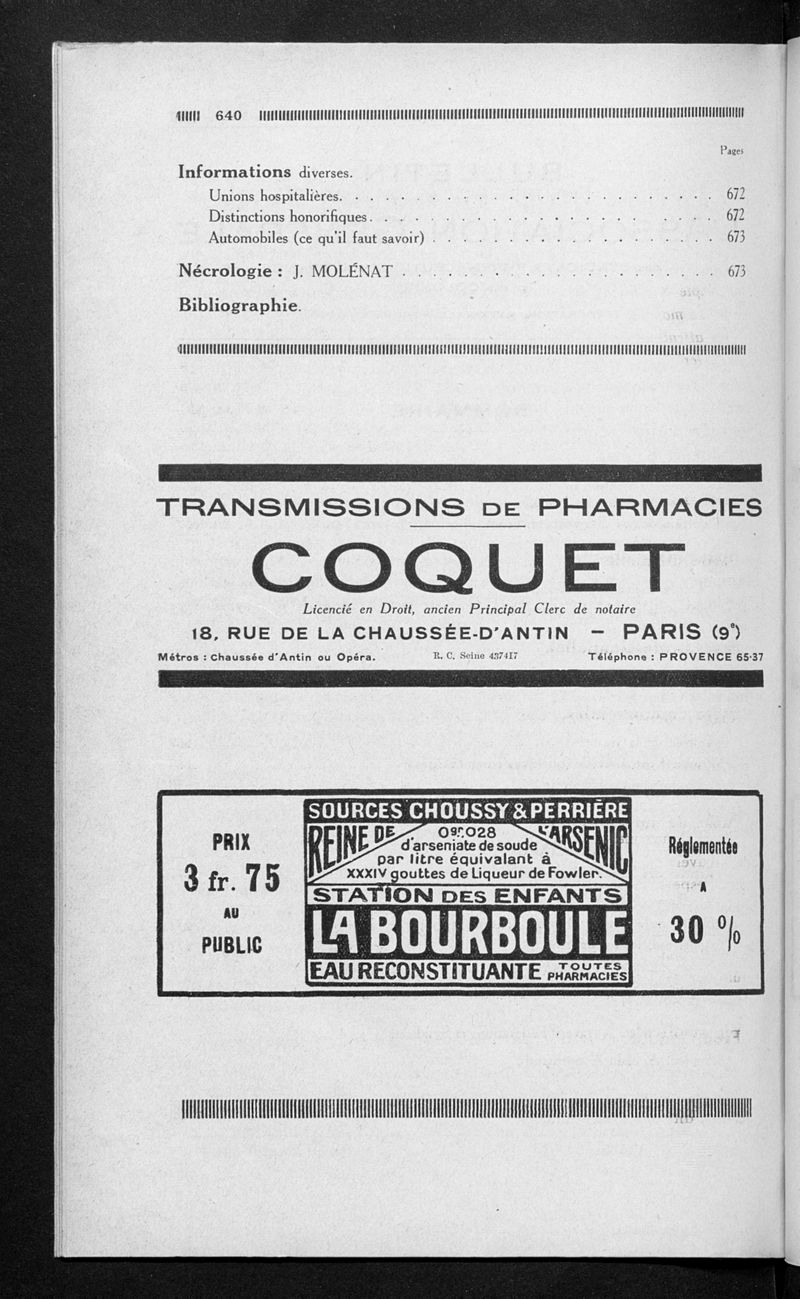 640
Pages
Informations diverses.
Unions hospitalières. . . . . . . . . . . . . . . . . . . . . . . . . 672
Distinctions honorifiques . . . . . . . . . . . . . . . . . . . . . . 672
Automobiles (ce qu'il faut savoir) . . . . . . . . . . . . . . . . . . . 673
Nécrologie : J. MOLÉNAT . . . . . . . . . . . . . . . . . . . . . 673
Bibliographie.
TRANSMISSIONS DE PHARMACIES
COQUET
Licencié en Droit, ancien Principal Clerc de notaire
18, RUE DE LA CHAUSSÉE-D'ANTIN — PARIS (9e)
Métros : Chaussée d'Antin ou Opéra. R. C. Seine 437417 Téléphone : PROVENCE 65-37
PRIX
3 fr. 75
AU
PUBLIC
SOURCES CHOUSSY & PERRIÈRE
REINE DE L'ARSENIC
0gr.028
d'arseniate de soude
par litre équivalant à
XXXIV gouttes de Liqueur de Fowler.
STATION DES ENFANTS
LA BOURBOULE
EAU RECONSTITUANTE TOUTES PHARMACIES
Réglementée
A
30 %